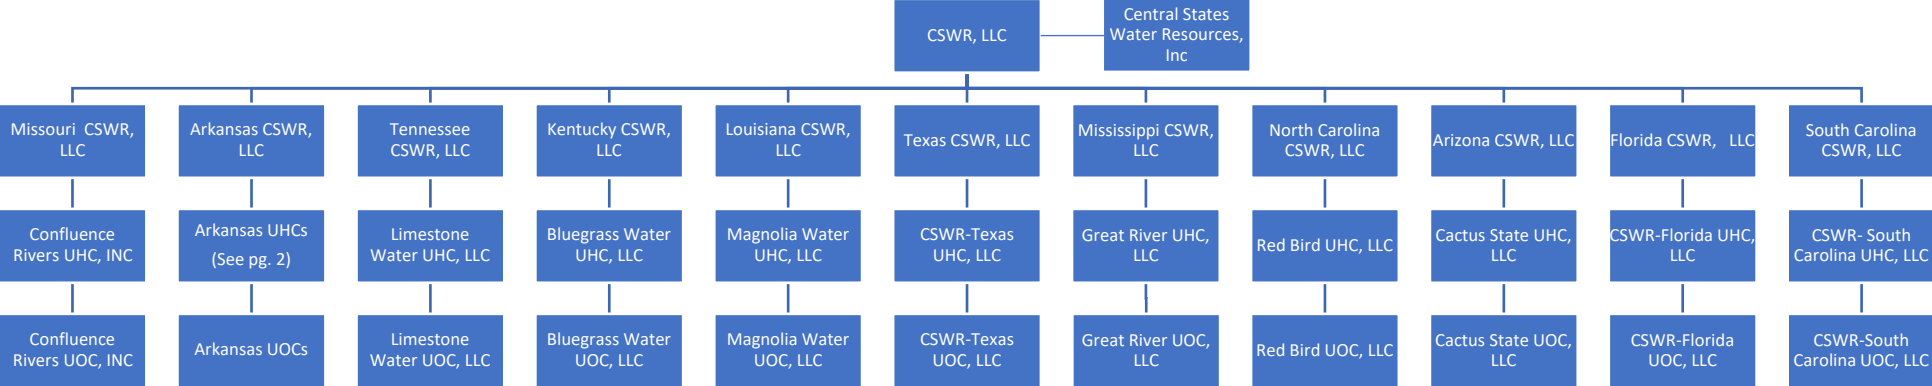 CSWR, LLC
Central States
Water Resources,
Inc
Missouri CSWR,
LLC
Arkansas CSWR,
LLC
Tennessee
CSWR, LLC
Kentucky CSWR,
LLC
Louisiana CSWR,
LLC
Texas CSWR, LLC
Mississippi CSWR,
LLC
North Carolina
CSWR, LLC
Arizona CSWR, LLC
Florida CSWR, LLC
South Carolina
CSWR, LLC
Confluence
Rivers UHC, INC
Arkansas UHCs
(See pg. 2)
Limestone
Water UHC, LLC
Bluegrass Water
UHC, LLC
Magnolia Water
UHC, LLC
CSWR-Texas
UHC, LLC
Great River UHC,
LLC
Red Bird UHC, LLC
Cactus State UHC,
LLC
CSWR-Florida UHC,
LLC
CSWR- South
Carolina UHC, LLC
Confluence
Rivers UOC, INC
Arkansas UOCs
Limestone
Water UOC, LLC
Bluegrass Water
UOC, LLC
Magnolia Water
UOC, LLC
CSWR-Texas
UOC, LLC
Great River UOC,
LLC
Red Bird UOC, LLC
Cactus State UOC,
LLC
CSWR-Florida
UOC, LLC
CSWR-South
Carolina UOC, LLC